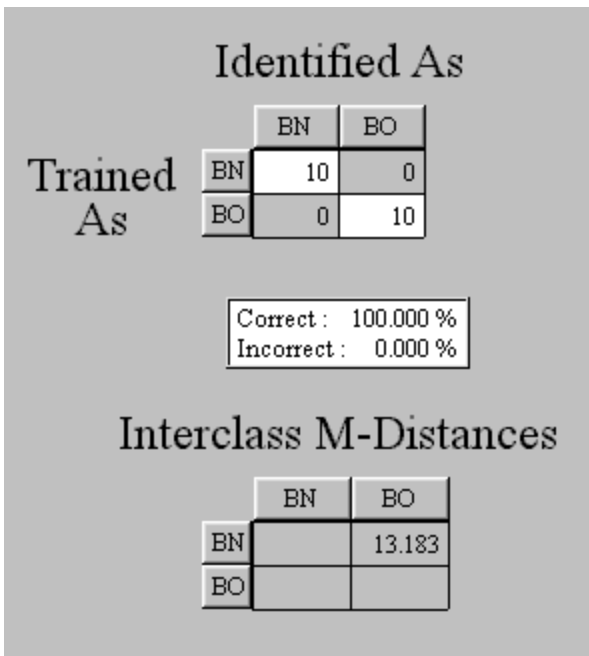 Identified As
BN BO
Trained As
BN 10 0
BO 0 10
Correct : 100.000 %
Incorrect : 0.000 %
Interclass M-Distances
BN BO
BN 13.183
BO